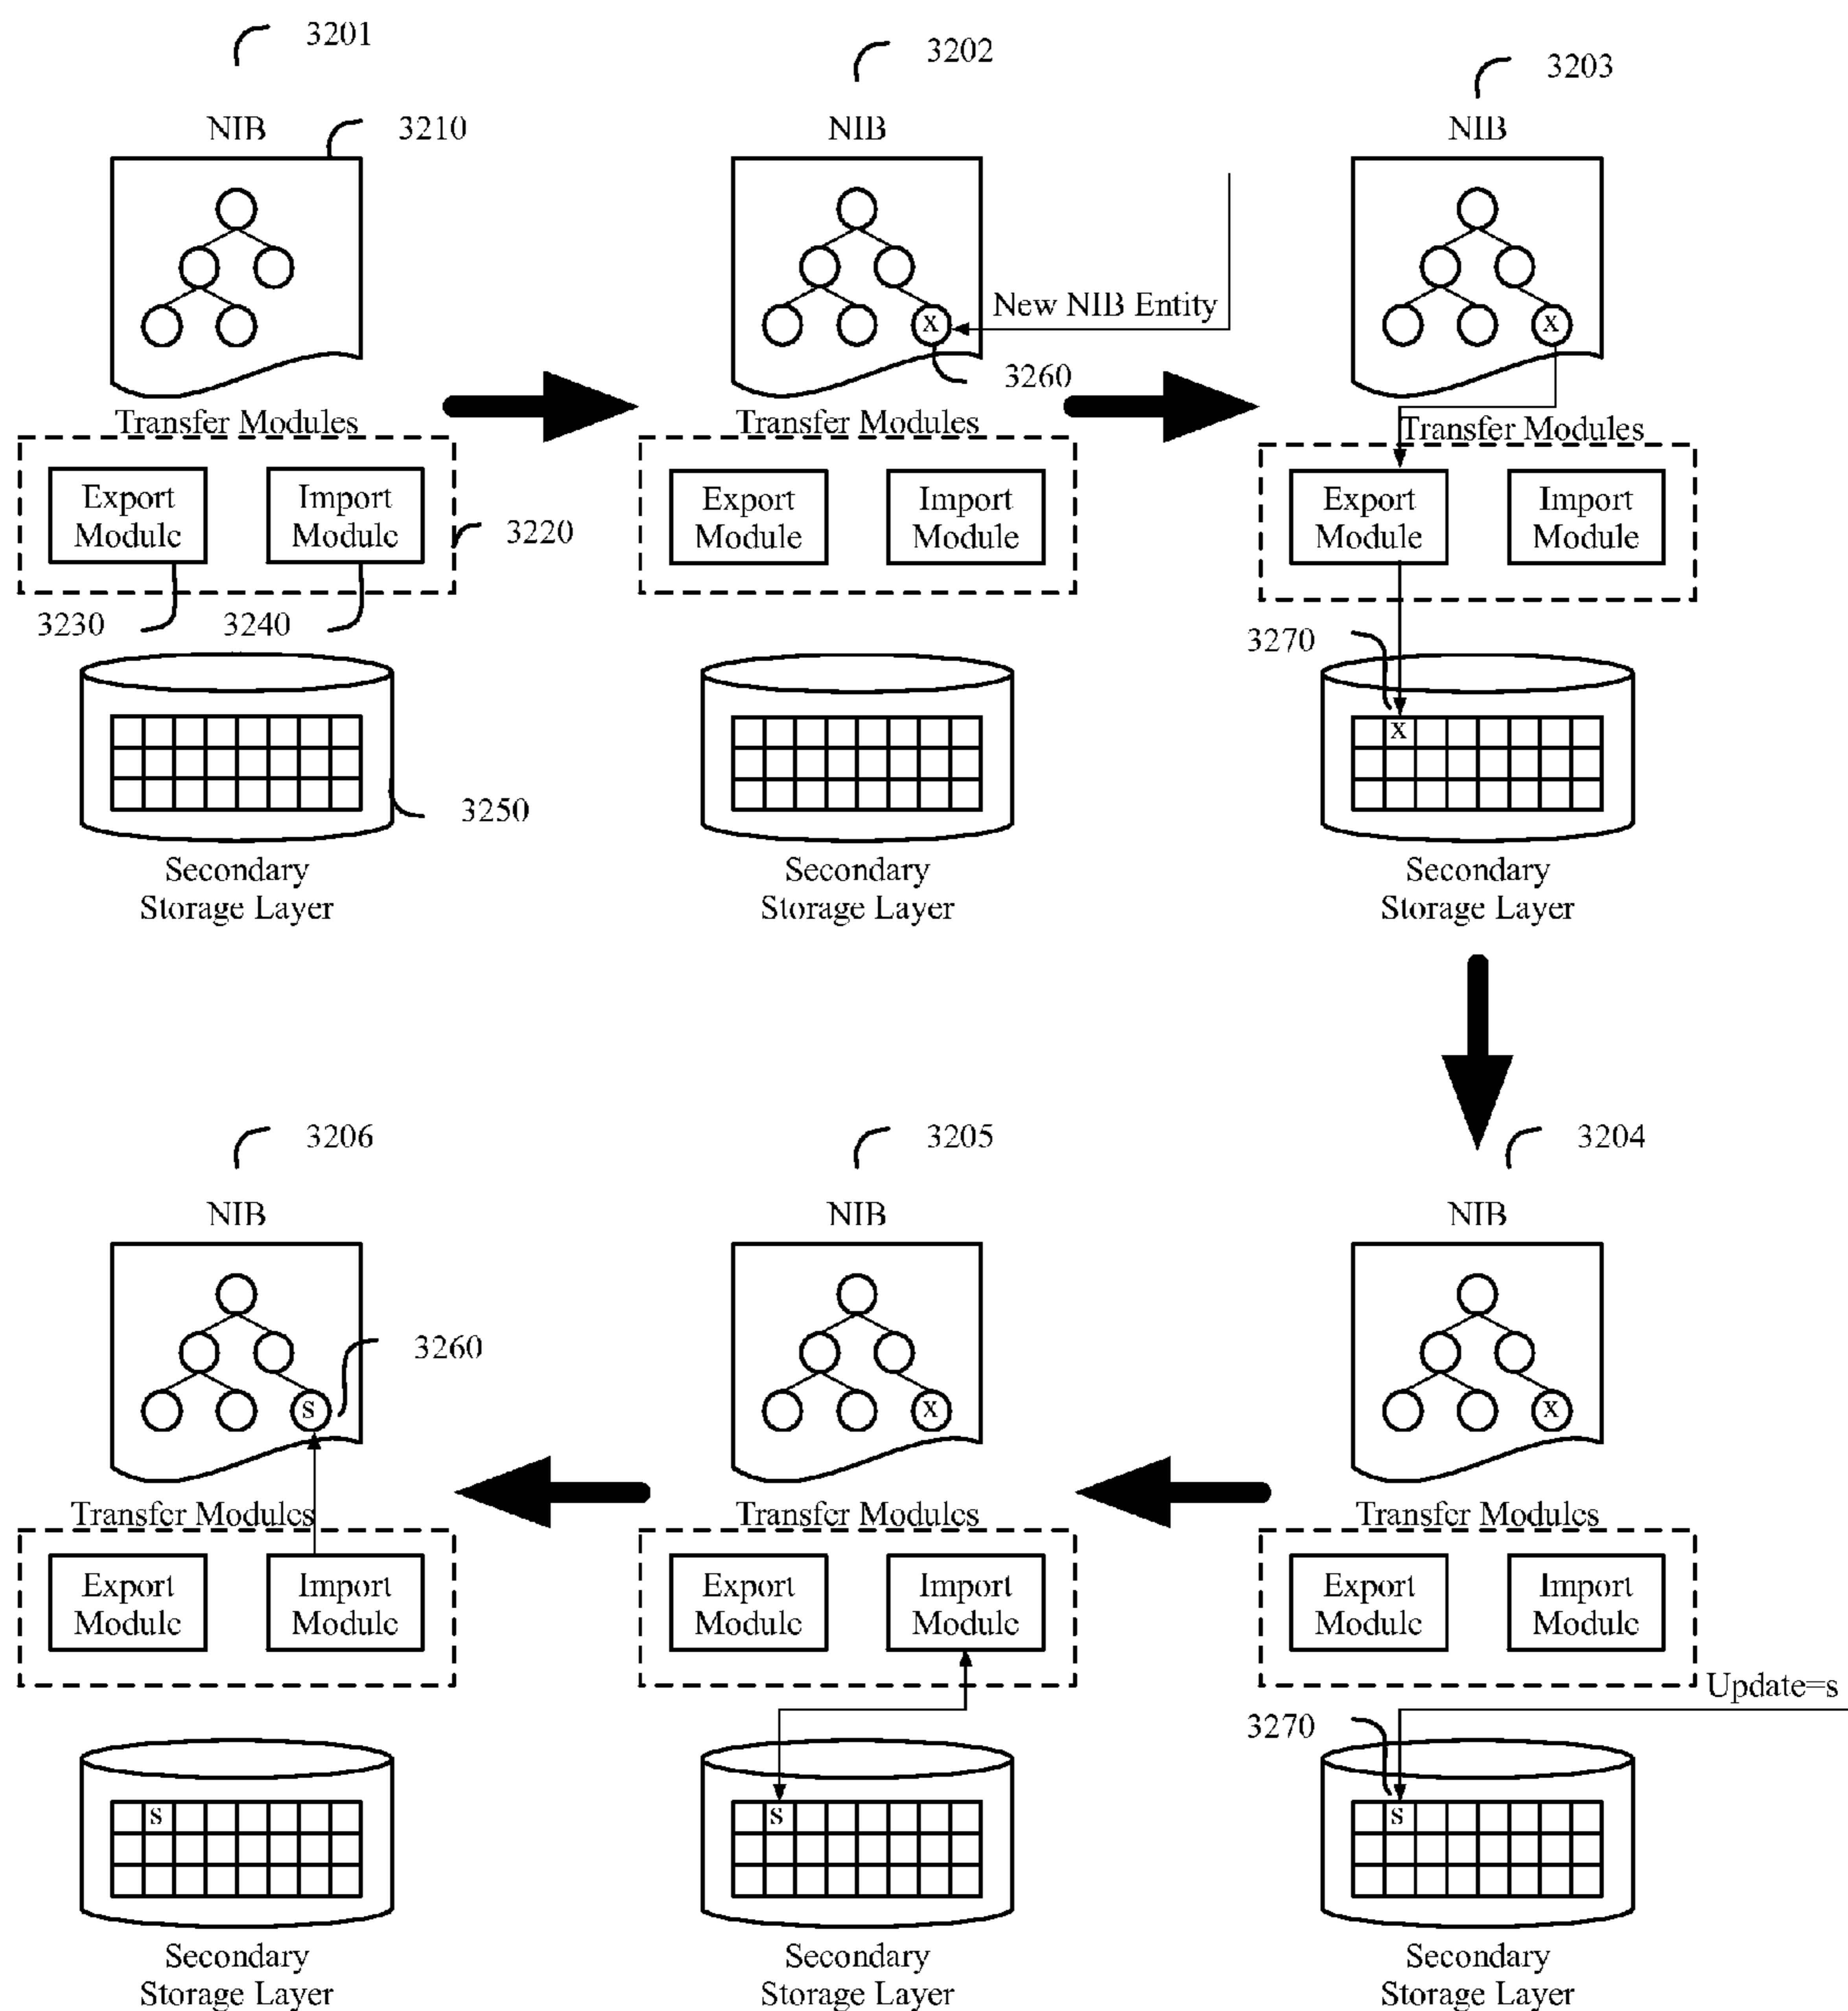 3201
NIB
3210
Transfer Modules
Export
Module
Import
Module
3220
3230
3240
3250
Secondary
Storage Layer
3202
NIB
New NIB Entity
X
3260
Transfer Modules
Export
Module
Import
Module
Secondary
Storage Layer
3203
NIB
X
Transfer Modules
Export
Module
Import
Module
3270
X
Secondary
Storage Layer
3204
NIB
X
Transfer Modules
Export
Module
Import
Module
Update=s
3270
s
Secondary
Storage Layer
3205
NIB
X
Transfer Modules
Export
Module
Import
Module
s
Secondary
Storage Layer
3206
NIB
3260
s
Transfer Modules
Export
Module
Import
Module
s
Secondary
Storage Layer